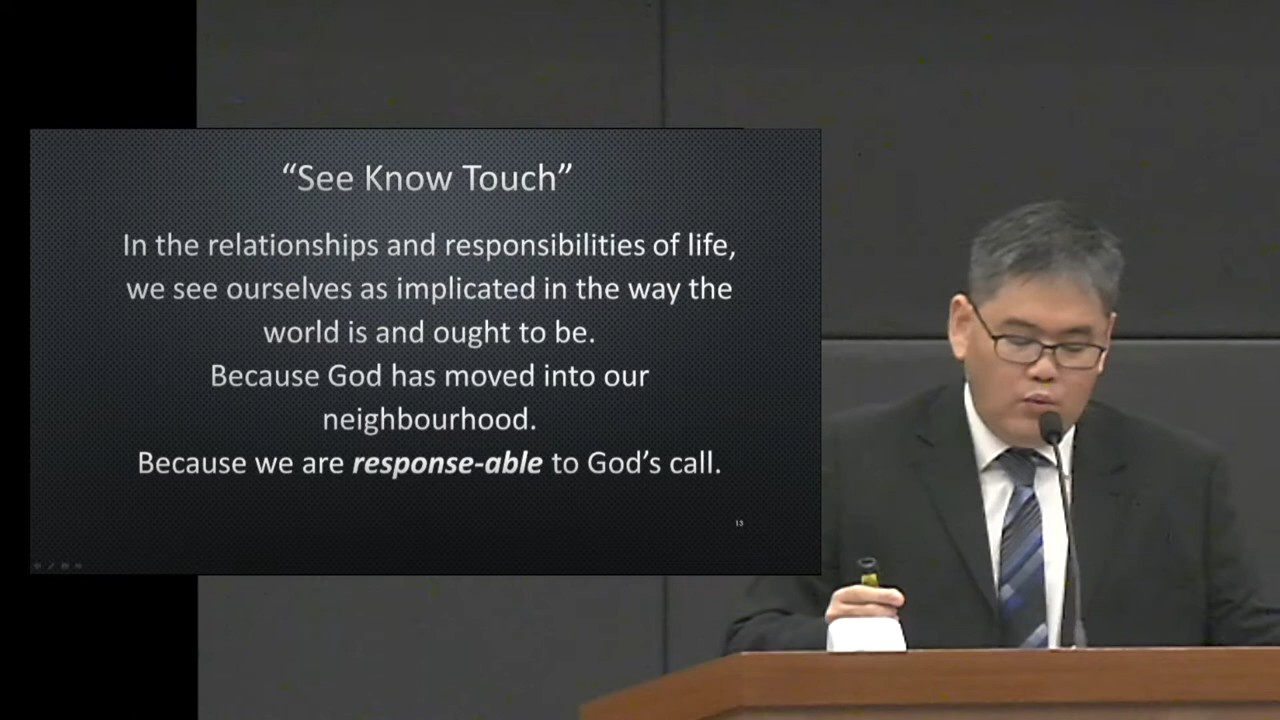 “See Know Touch”
In the relationships and responsibilities of life,
we see ourselves as implicated in the way the
world is and ought to be.
Because God has moved into our
neighbourhood.
Because we are response-able to God’s call.
13